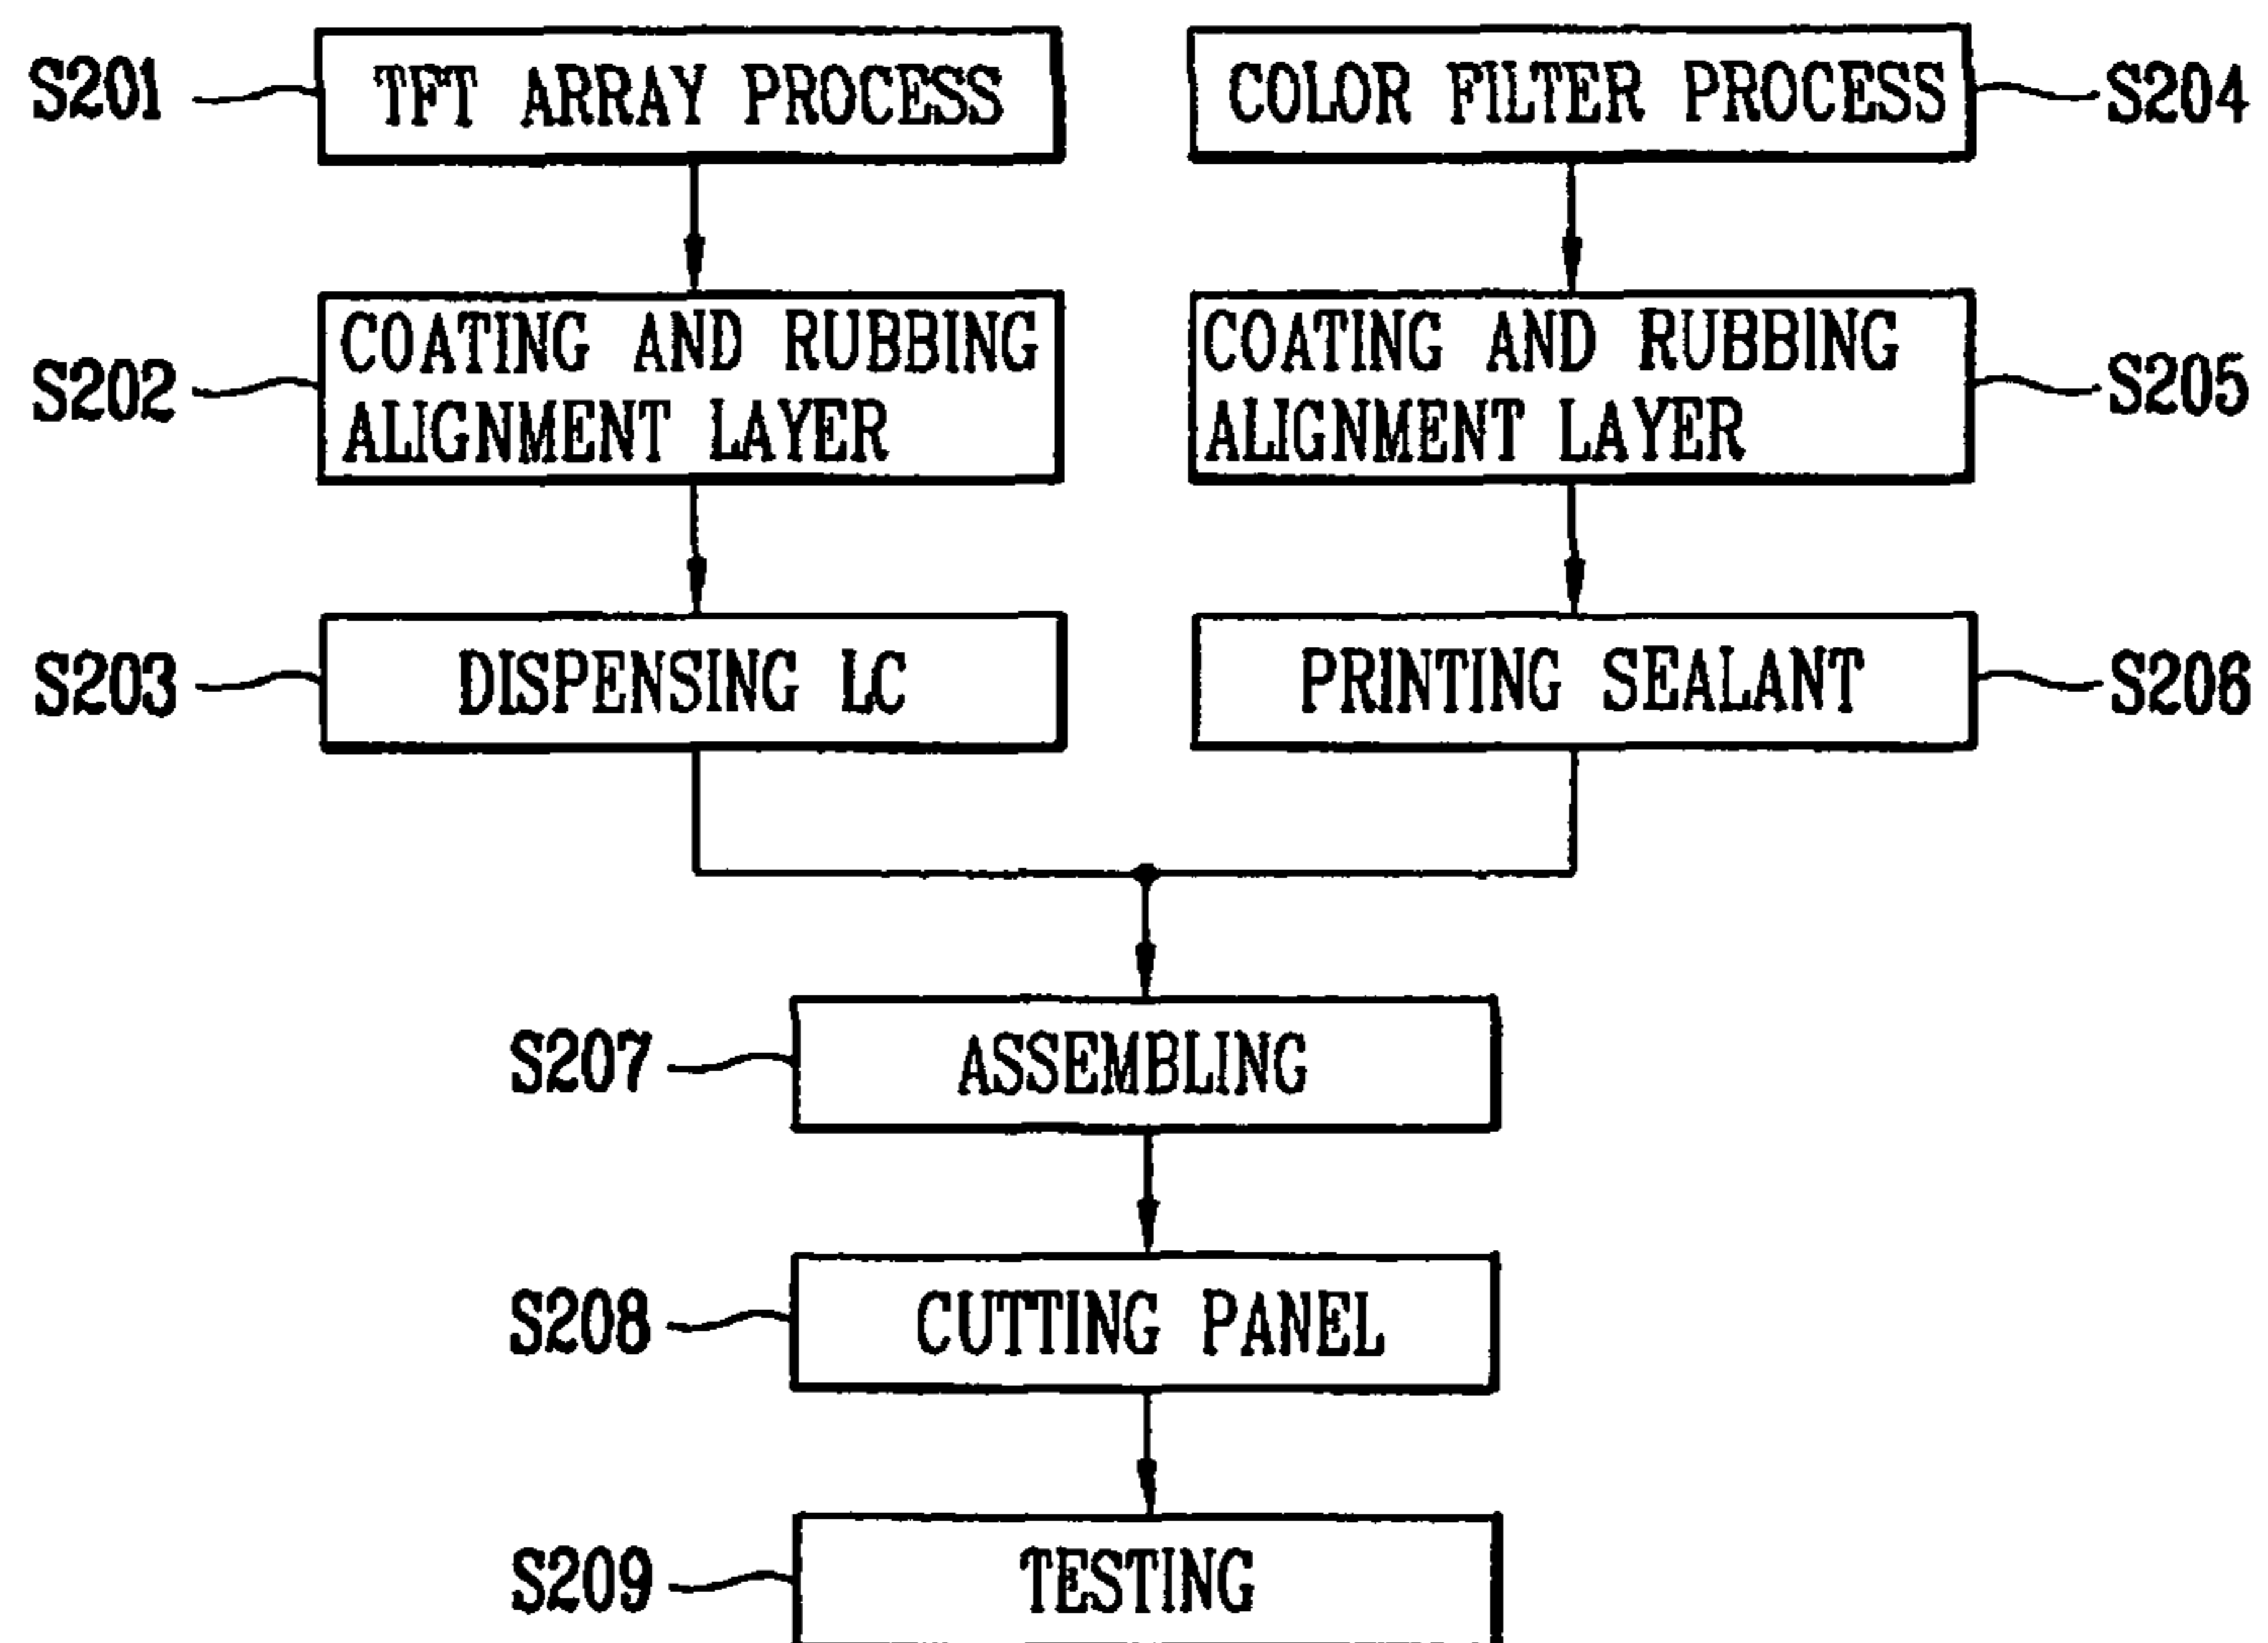 S201
TFT ARRAY PROCESS
COLOR FILTER PROCESS
S204
S202
COATING AND RUBBING
ALIGNMENT LAYER
COATING AND RUBBING
ALIGNMENT LAYER
S205
S203
DISPENSING LC
PRINTING SEALANT
S206
S207
ASSEMBLING
S208
CUTTING PANEL
S209
TESTING